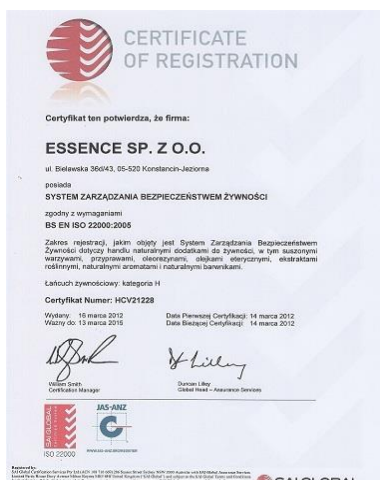 CERTIFICATE
OF REGISTRATION
Certyfikat ten potwierdza, że firma:
ESSENCE SP. Z O.O.
ul. Bielawska 36d/43, 05-520 Konstancin-Jeziorna
posiada
SYSTEM ZARZĄDZANIA BEZPIECZEŃSTWEM ŻYWNOŚCI
zgodny z wymaganiami
BS EN ISO 22000:2005
Zakres rejestracji, jakim objęty jest System Zarządzania Bezpieczeństwem
Żywności dotyczy handlu naturalnymi dodatkami do żywności, w tym suszonymi
warzywami, przyprawami, oleorezynami, olejkami eterycznymi, ekstraktami
roślinnymi, naturalnymi aromatami i naturalnymi barwnikami.
Łańcuch żywnościowy: kategoria H
Certyfikat Numer: HCV21228
Wydany: 16 marca 2012 Data Pierwszej Certyfikacji: 14 marca 2012
Ważny do: 13 marca 2015 Data Bieżącej Certyfikacji: 14 marca 2012
William Smith Duncan Lilley
Certification Manager Global Head – Assurance Services
SAI GLOBAL
JAS-ANZ
ISO 22000
Registered by:
SAI GLOBAL